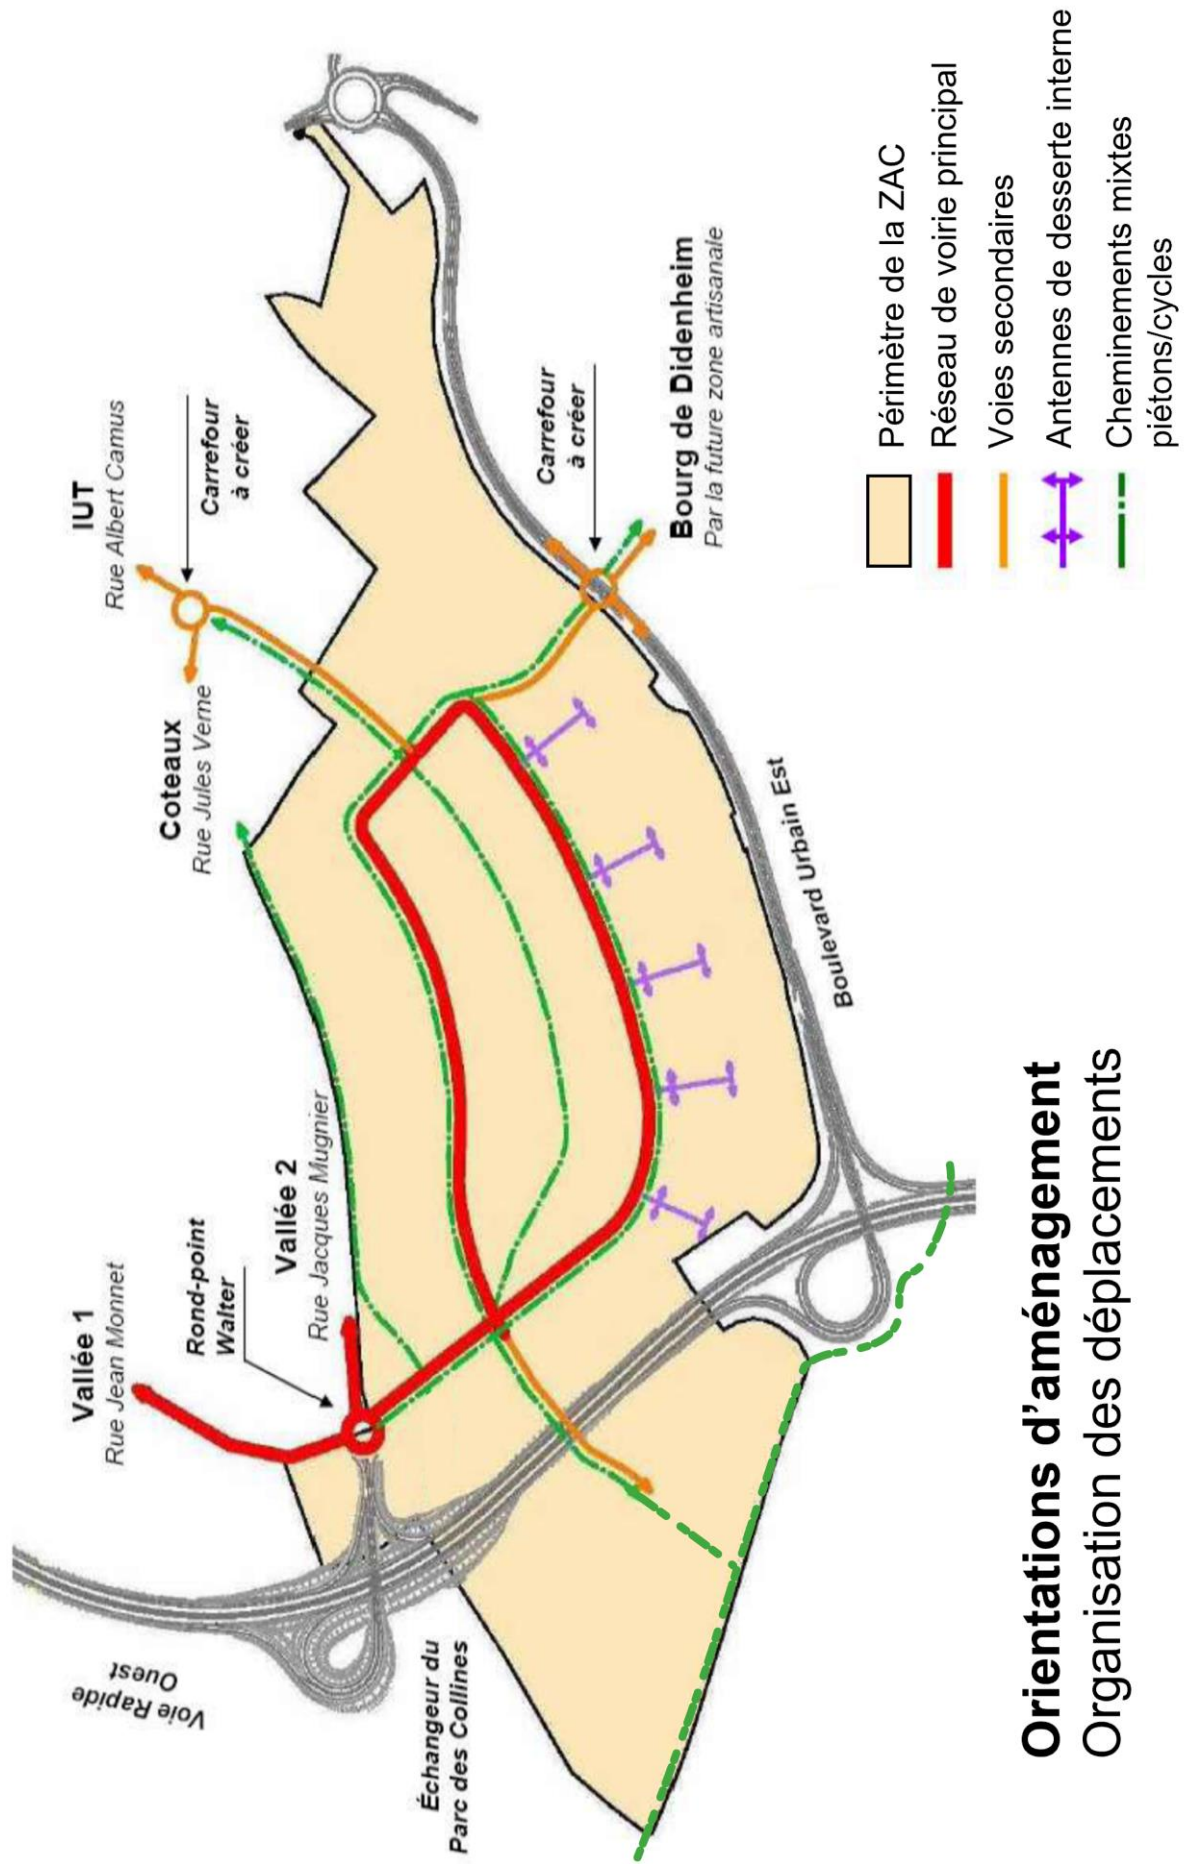 Vallée 1
Rue Jean Monnet
Rond-point
Walter
Vallée 2
Rue Jacques Mugnier
Coteaux
Rue Jules Verne
IUT
Rue Albert Camus
Carrefour
à créer
Carrefour
à créer
Bourg de Didenheim
Par la future zone artisanale
Voie Rapide
Ouest
Échangeur du
Parc des Collines
Boulevard Urbain Est
Périmètre de la ZAC
Réseau de voirie principal
Voies secondaires
Antennes de desserte interne
Cheminements mixtes
piétons/cycles
Orientations d'aménagement
Organisation des déplacements